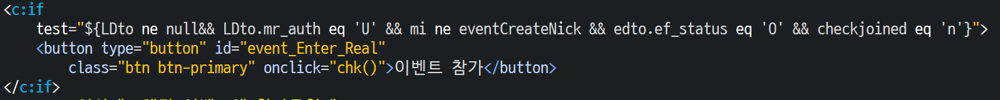 <c:if
test="${LDto ne null&& LDto.mr_auth eq 'U' && mi ne eventCreateNick && edto.ef_status eq 'O' && checkjoined eq 'n'}">
<button type="button" id="event_Enter_Real"
class="btn btn-primary" onclick="chk()">이벤트 참가</button>
</c:if>